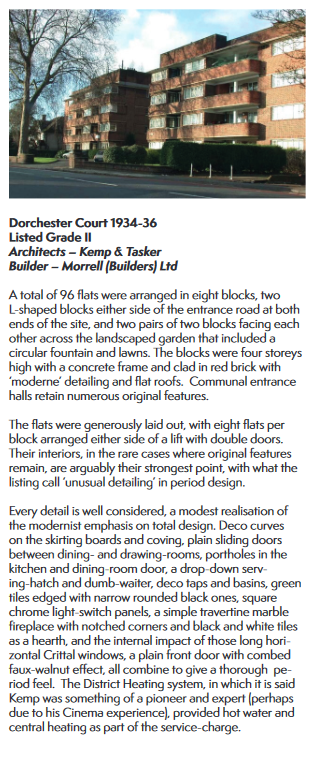 Dorchester Court 1934-36
Listed Grade II
Architects – Kemp & Tasker
Builder – Morrell (Builders) Ltd
A total of 96 flats were arranged in eight blocks, two
L-shaped blocks either side of the entrance road at both
ends of the site, and two pairs of two blocks facing each
other across the landscaped garden that included a
circular fountain and lawns. The blocks were four storeys
high with a concrete frame and clad in red brick with
‘moderne’ detailing and flat roofs.  Communal entrance
halls retain numerous original features.
The flats were generously laid out, with eight flats per
block arranged either side of a lift with double doors.
Their interiors, in the rare cases where original features
remain, are arguably their strongest point, with what the
listing call ‘unusual detailing’ in period design.
Every detail is well considered, a modest realisation of
the modernist emphasis on total design. Deco curves
on the skirting boards and coving, plain sliding doors
between dining- and drawing-rooms, portholes in the
kitchen and dining-room door, a drop-down serv-
ing-hatch and dumb-waiter, deco taps and basins, green
tiles edged with narrow rounded black ones, square
chrome light-switch panels, a simple travertine marble
fireplace with notched corners and black and white tiles
as a hearth, and the internal impact of those long hori-
zontal Crittal windows, a plain front door with combed
faux-walnut effect, all combine to give a thorough  pe-
riod feel.  The District Heating system, in which it is said
Kemp was something of a pioneer and expert (perhaps
due to his Cinema experience), provided hot water and
central heating as part of the service-charge.